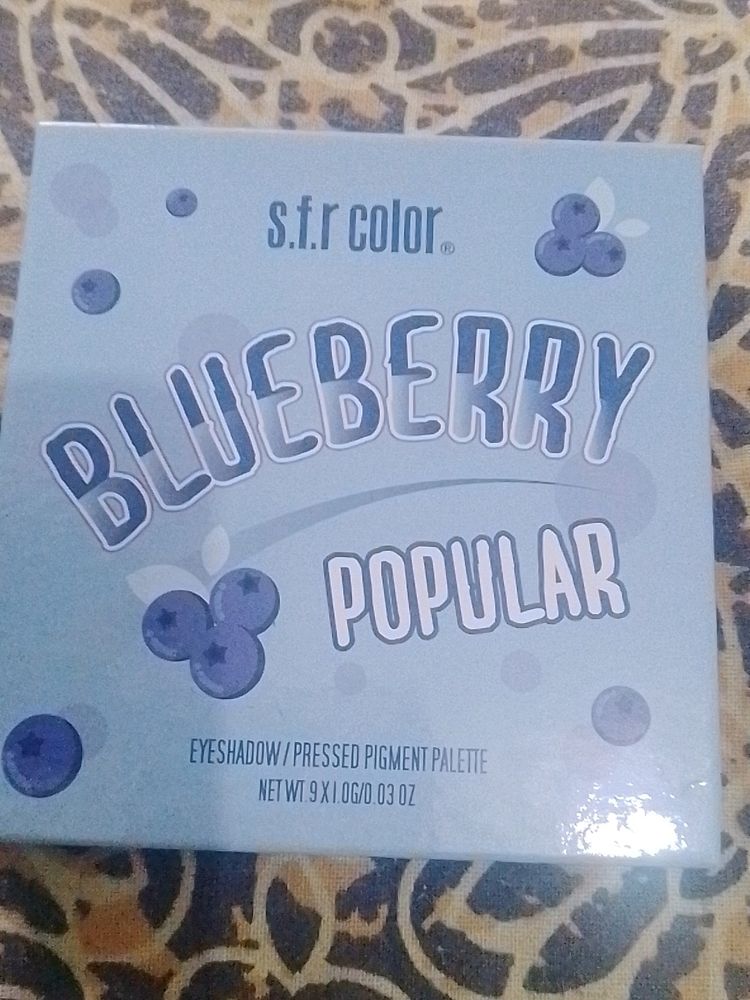 s.f.r color®
BLUEBERRY
POPULAR
EYESHADOW/PRESSED PIGMENT PALETTE
NET WT. 9 X 1.0G/0.03 OZ